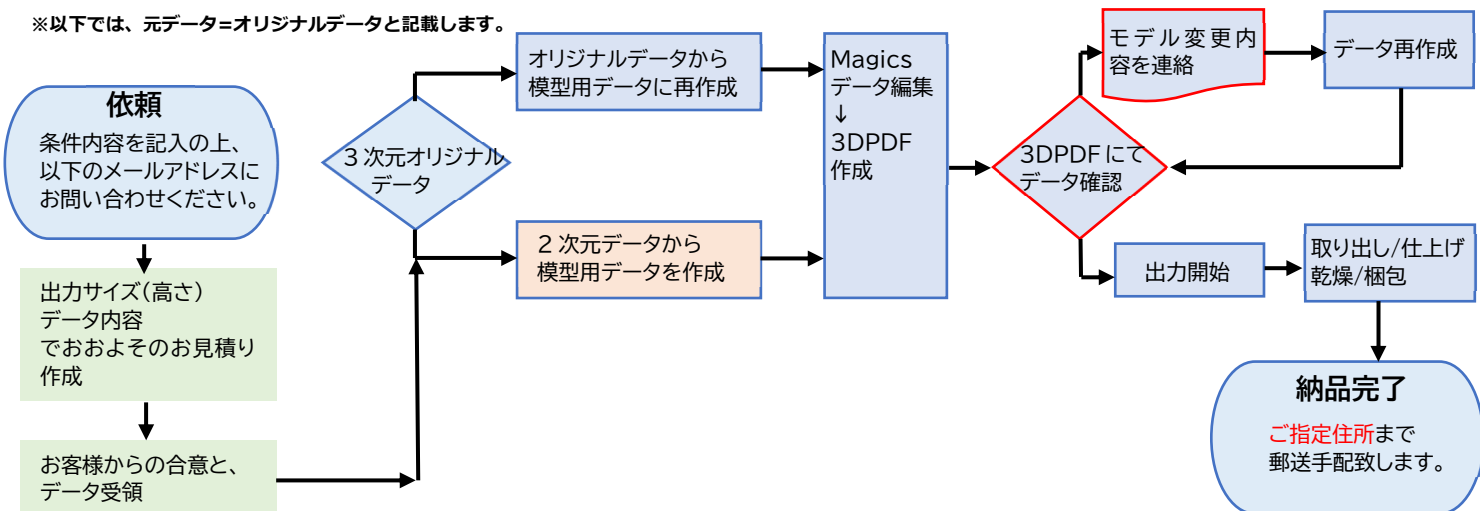 ※以下では、元データ=オリジナルデータと記載します。
依頼
条件内容を記入の上、
以下のメールアドレスに
お問い合わせください。
出力サイズ(高さ)
データ内容
でおおよそのお見積り
作成
お客様からの合意と、
データ受領
3次元オリジナル
データ
オリジナルデータから
模型用データに再作成
2次元データから
模型用データを作成
Magics
データ編集
↓
3DPDF
作成
3DPDFにて
データ確認
モデル変更内
容を連絡
データ再作成
出力開始
取り出し/仕上げ
乾燥/梱包
納品完了
ご指定住所まで
郵送手配致します。